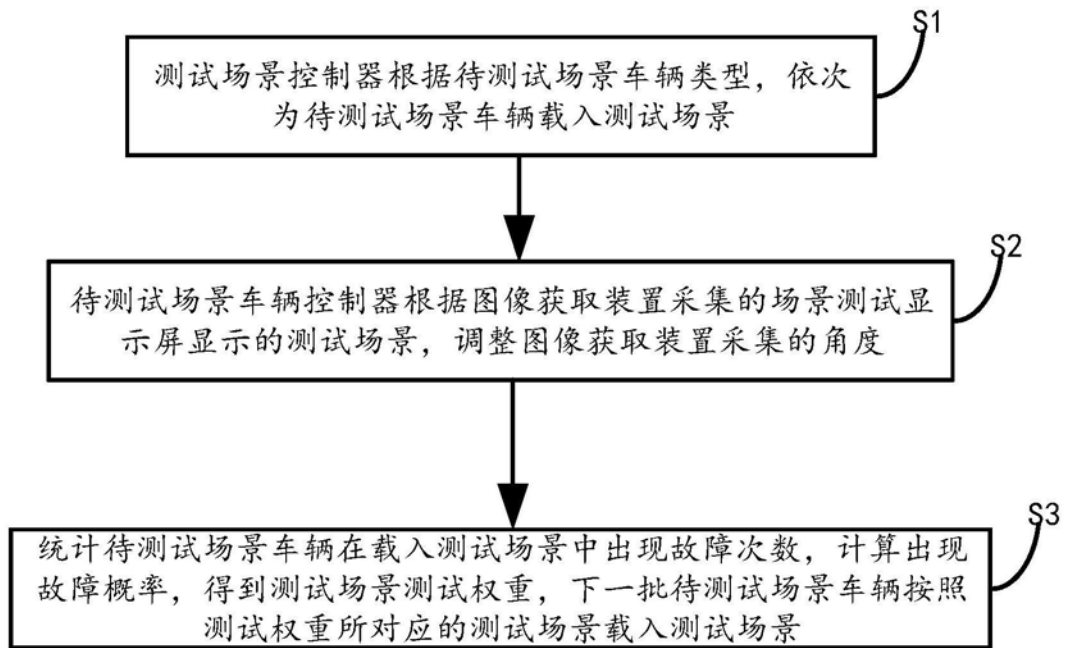 S1
测试场景控制器根据待测试场景车辆类型，依次
为待测试场景车辆载入测试场景
S2
待测试场景车辆控制器根据图像获取装置采集的场景测试显
示屏显示的测试场景，调整图像获取装置采集的角度
S3
统计待测试场景车辆在载入测试场景中出现故障次数，计算出现
故障概率，得到测试场景测试权重，下一批待测试场景车辆按照
测试权重所对应的测试场景载入测试场景